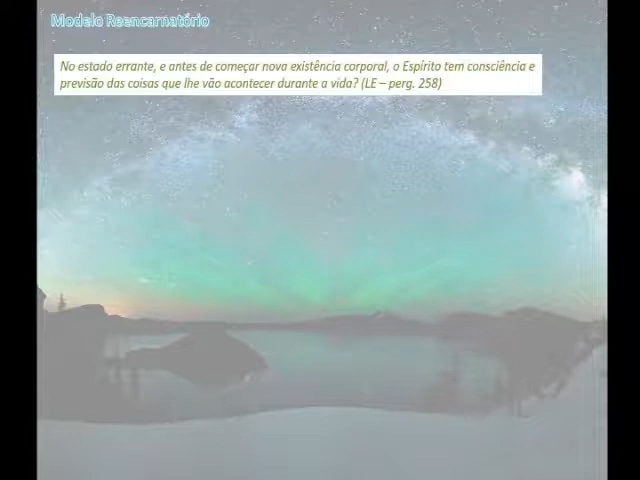 Modelo Reencarnatório
No estado errante, e antes de começar nova existência corporal, o Espírito tem consciência e
previsão das coisas que lhe vão acontecer durante a vida? (LE – perg. 258)